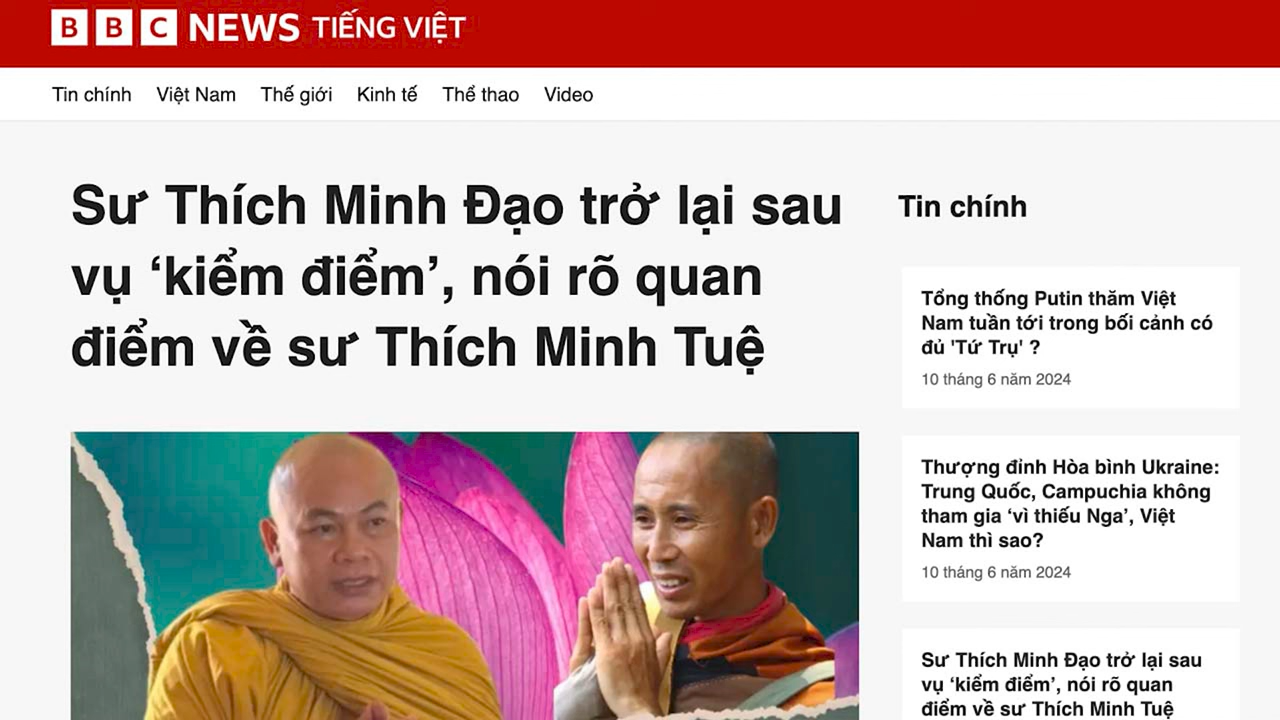 BBC NEWS TIẾNG VIỆT
Tin chính Việt Nam Thế giới Kinh tế Thể thao Video
Sư Thích Minh Đạo trở lại sau
vụ ‘kiểm điểm’, nói rõ quan
điểm về sư Thích Minh Tuệ
Tin chính
Tổng thống Putin thăm Việt
Nam tuần tới trong bối cảnh có
đủ 'Tứ Trụ' ?
10 tháng 6 năm 2024
Thượng đỉnh Hòa bình Ukraine:
Trung Quốc, Campuchia không
tham gia ‘vì thiếu Nga’, Việt
Nam thì sao?
10 tháng 6 năm 2024
Sư Thích Minh Đạo trở lại sau
vụ ‘kiểm điểm’, nói rõ quan
điểm về sư Thích Minh Tuệ